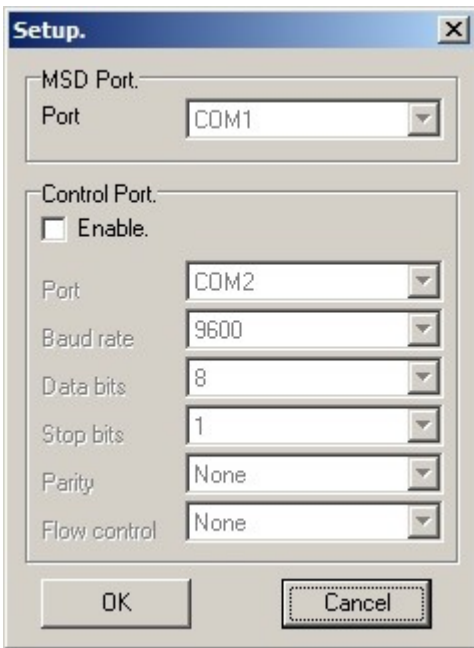 Setup.
MSD Port.
Port COM1
Control Port.
Enable.
Port COM2
Baud rate 9600
Data bits 8
Stop bits 1
Parity None
Flow control None
OK Cancel